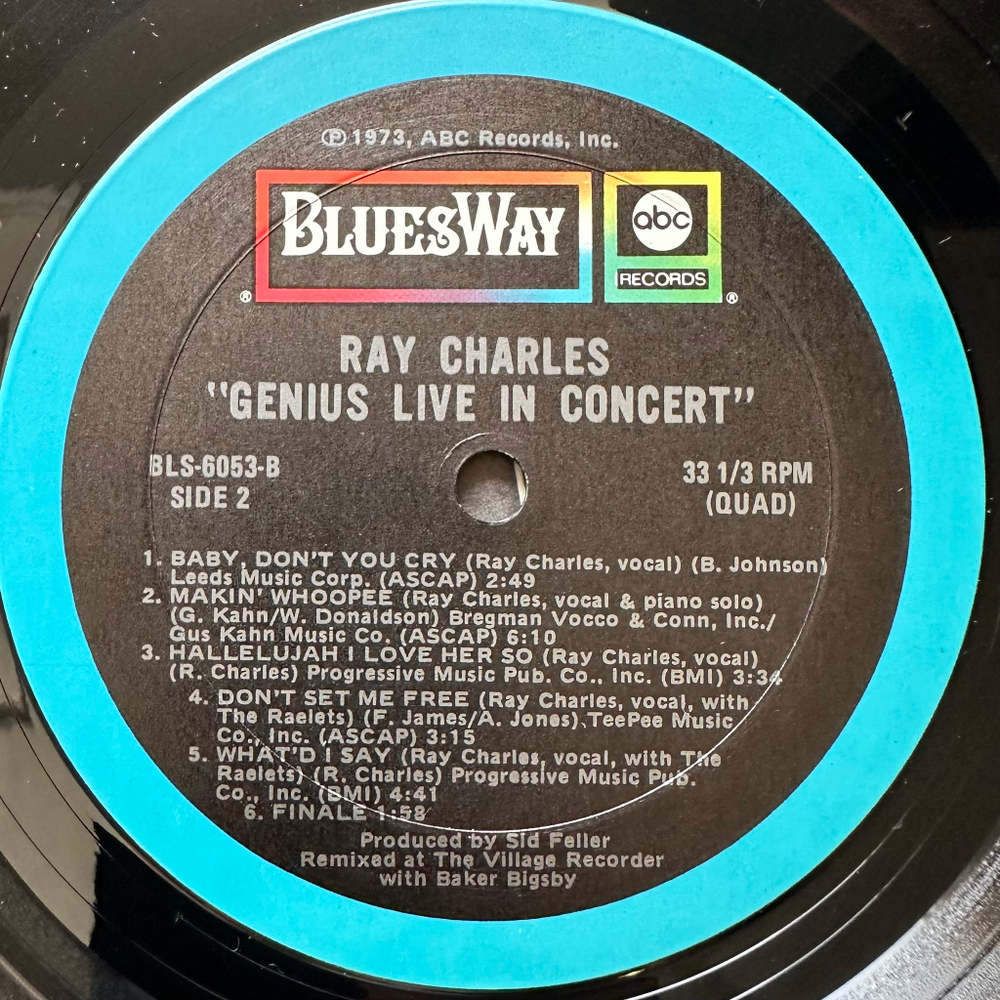 ℗ 1973, ABC Records, Inc.
BLUESWAY
abc
RECORDS
®
®
RAY CHARLES
"GENIUS LIVE IN CONCERT"
BLS-6053-B
SIDE 2
33 1/3 RPM
(QUAD)
1. BABY, DON'T YOU CRY (Ray Charles, vocal) (B. Johnson)
Leeds Music Corp. (ASCAP) 2:49
2. MAKIN' WHOOPEE (Ray Charles, vocal & piano solo)
(G. Kahn/W. Donaldson) Bregman Vocco & Conn, Inc./
Gus Kahn Music Co. (ASCAP) 6:10
3. HALLELUJAH I LOVE HER SO (Ray Charles, vocal)
(R. Charles) Progressive Music Pub. Co., Inc. (BMI) 3:34
4. DON'T SET ME FREE (Ray Charles, vocal, with
The Raelets) (F. James/A. Jones) TeePee Music
Co., Inc. (ASCAP) 3:15
5. WHAT'D I SAY (Ray Charles, vocal, with The
Raelets) (R. Charles) Progressive Music Pub.
Co., Inc. (BMI) 4:41
6. FINALE 1:58
Produced by Sid Feller
Remixed at The Village Recorder
with Baker Bigsby